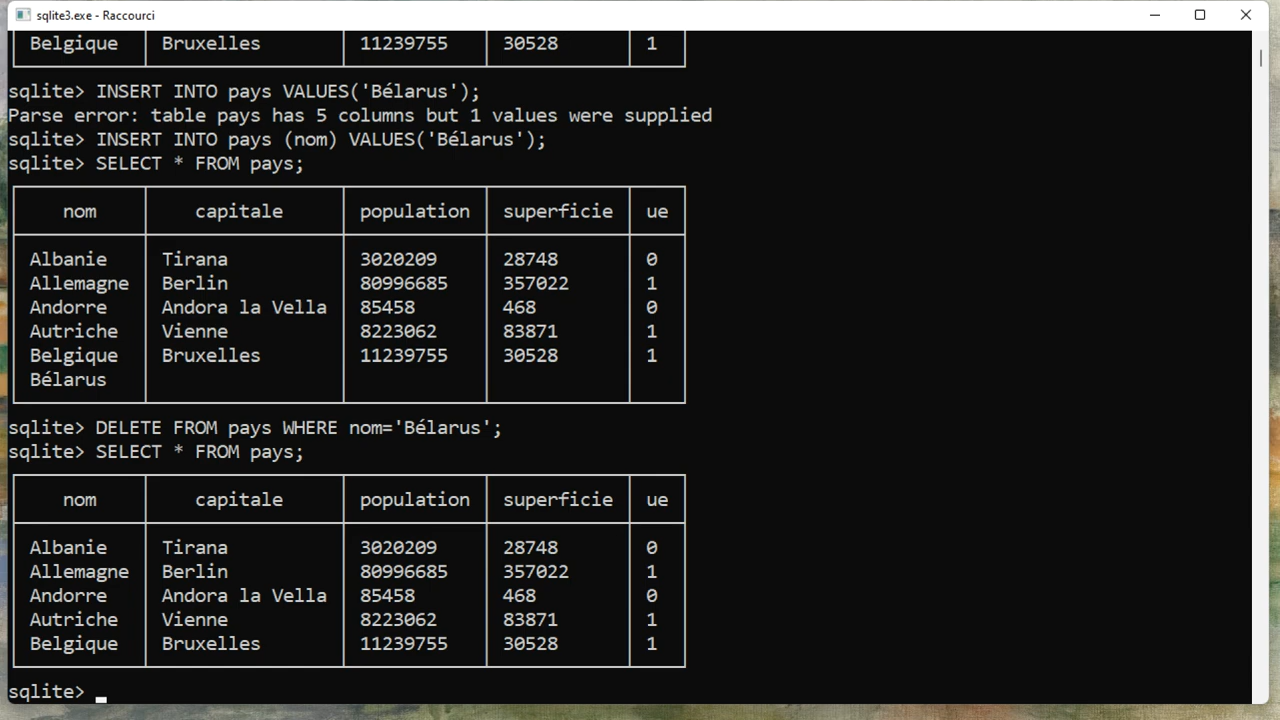 sqlite3.exe - Raccourci
Belgique Bruxelles 11239755 30528 1
sqlite> INSERT INTO pays VALUES('Bélarus');
Parse error: table pays has 5 columns but 1 values were supplied
sqlite> INSERT INTO pays (nom) VALUES('Bélarus');
sqlite> SELECT * FROM pays;
nom capitale population superficie ue
Albanie Tirana 3020209 28748 0
Allemagne Berlin 80996685 357022 1
Andorre Andora la Vella 85458 468 0
Autriche Vienne 8223062 83871 1
Belgique Bruxelles 11239755 30528 1
Bélarus
sqlite> DELETE FROM pays WHERE nom='Bélarus';
sqlite> SELECT * FROM pays;
nom capitale population superficie ue
Albanie Tirana 3020209 28748 0
Allemagne Berlin 80996685 357022 1
Andorre Andora la Vella 85458 468 0
Autriche Vienne 8223062 83871 1
Belgique Bruxelles 11239755 30528 1
sqlite>